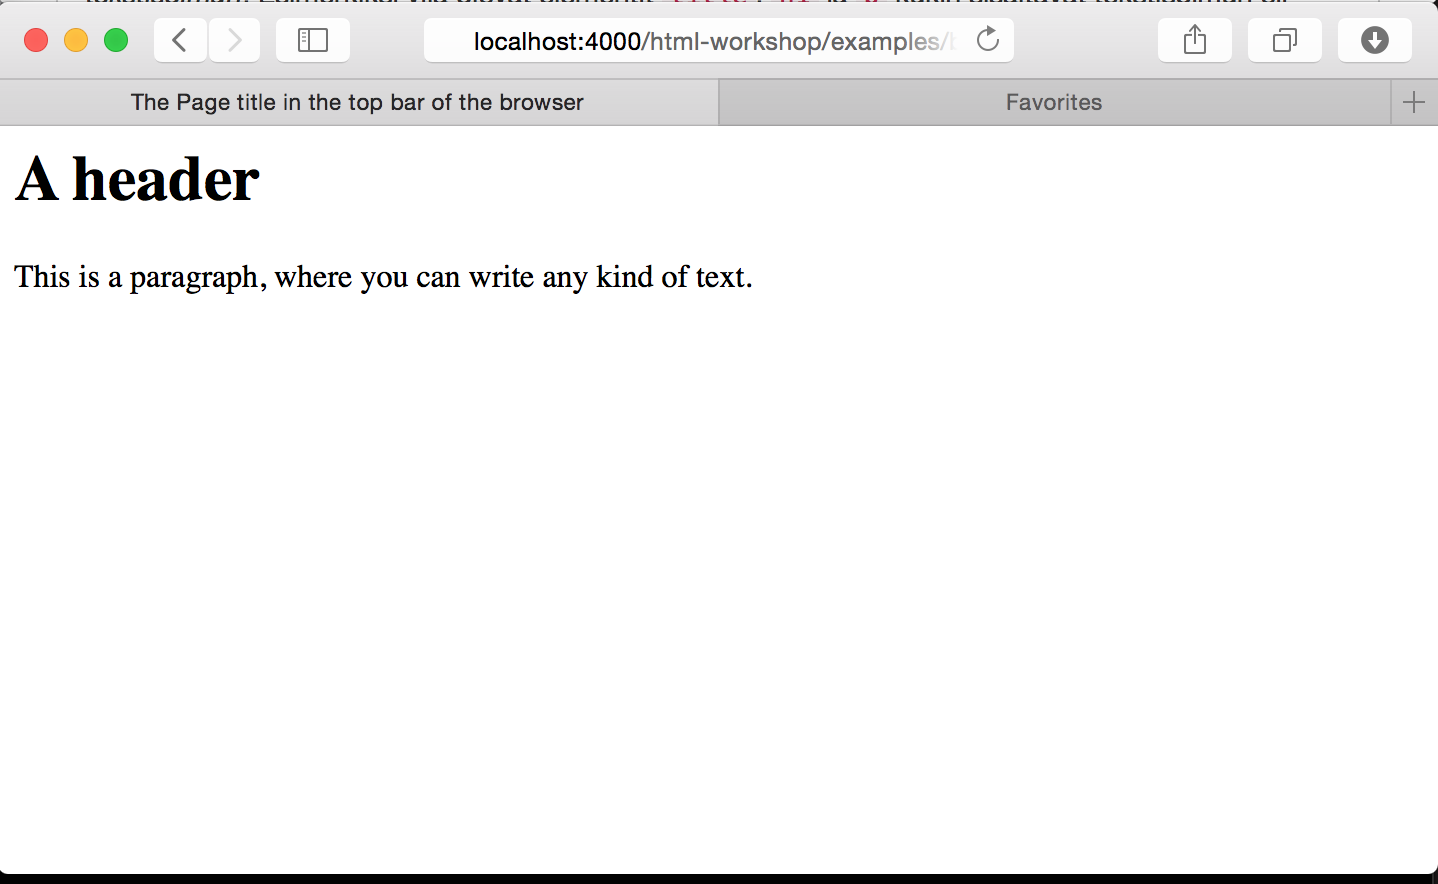 localhost:4000/html-workshop/examples/
The Page title in the top bar of the browser
Favorites
A header
This is a paragraph, where you can write any kind of text.